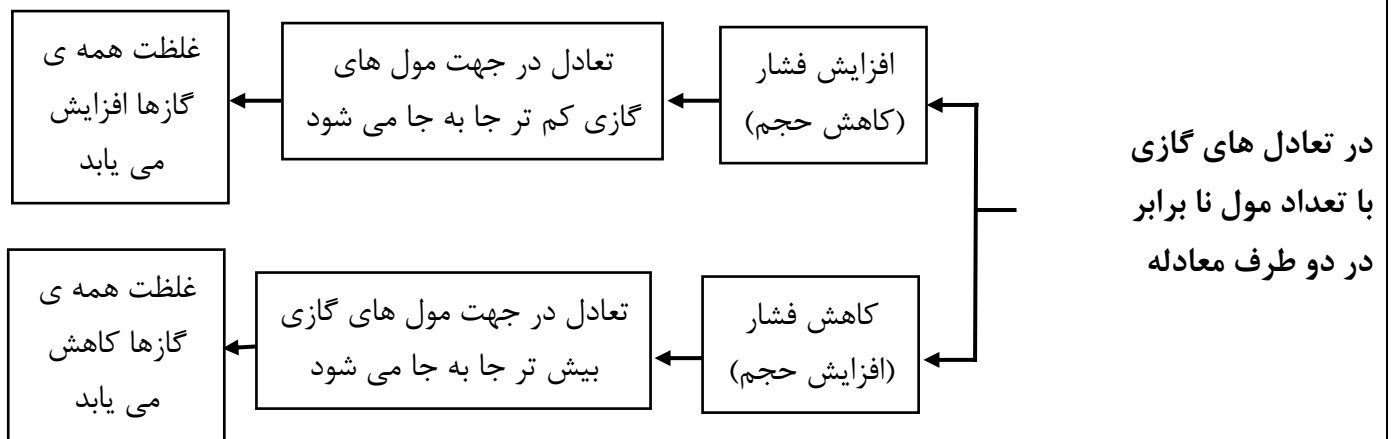 در تعادل های گازی
با تعداد مول نا برابر
در دو طرف معادله
افزایش فشار
(کاهش حجم)
تعادل در جهت مول های
گازی کم تر جا به جا می شود
غلظت همه ی
گازها افزایش
می یابد
کاهش فشار
(افزایش حجم)
تعادل در جهت مول های گازی
بیش تر جا به جا می شود
غلظت همه ی
گازها کاهش
می یابد